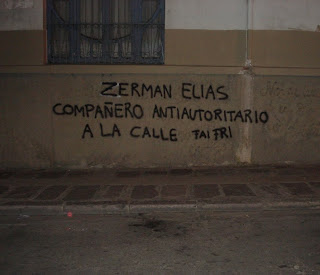 ZERMAN ELIAS
COMPAÑERO ANTIAUTORITARIO
A LA CALLE TAI FRI